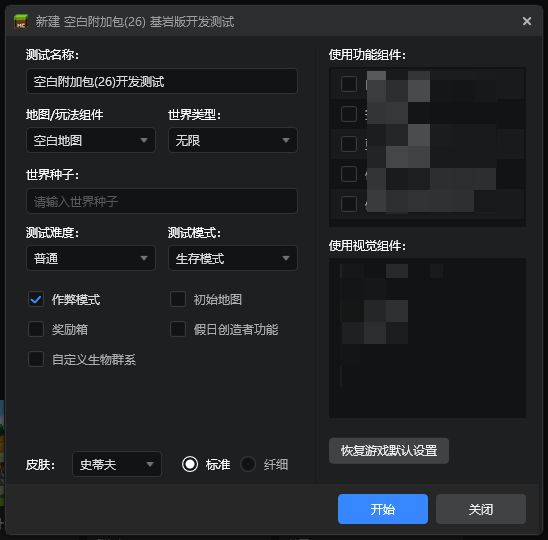 新建 空白附加包(26) 基岩版开发测试
测试名称:
空白附加包(26)开发测试
地图/玩法组件
世界类型:
空白地图
无限
世界种子:
请输入世界种子
测试难度:
测试模式:
普通
生存模式
作弊模式
初始地图
奖励箱
假日创造者功能
自定义生物群系
皮肤:
史蒂夫
标准
纤细
使用功能组件:
使用视觉组件:
恢复游戏默认设置
开始
关闭